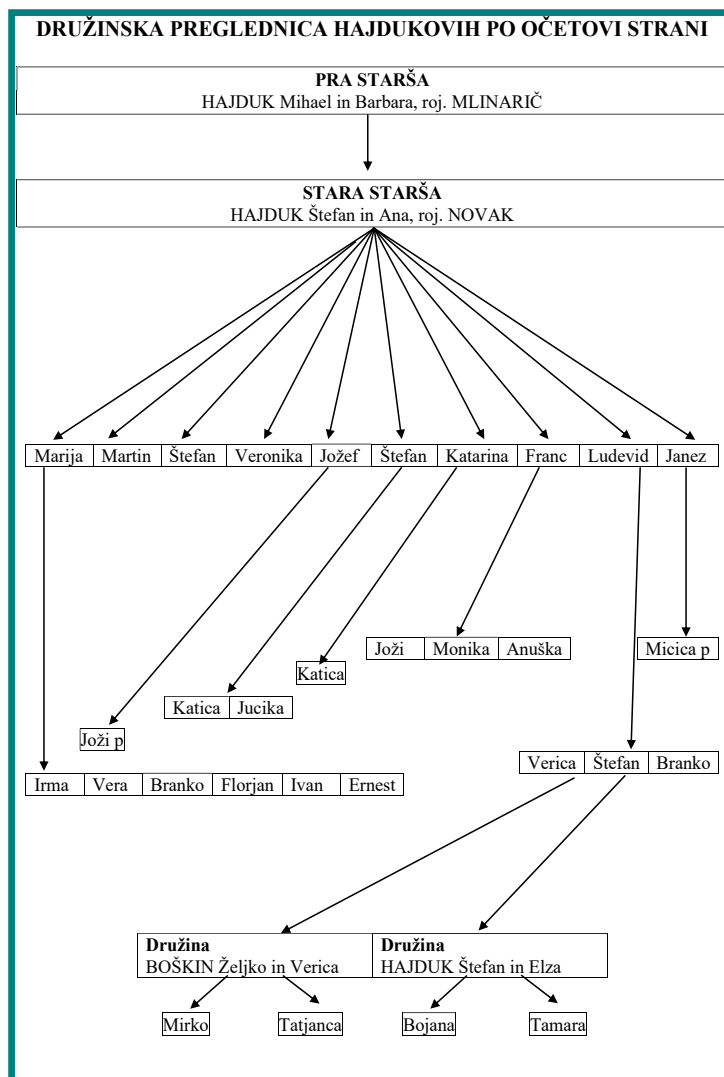 DRUŽINSKA PREGLEDNICA HAJDUKOVIH PO OČETOVI STRANI
PRA STARŠA
HAJDUK Mihael in Barbara, roj. MLINARIČ
STARA STARŠA
HAJDUK Štefan in Ana, roj. NOVAK
Marija Martin Štefan Veronika Jožef Štefan Katarina Franc Ludevid Janez
Joži Monika Anuška Micica p
Katica
Katica Jucika
Joži p
Verica Štefan Branko
Irma Vera Branko Florjan Ivan Ernest
Družina Družina
BOŠKIN Željko in Verica HAJDUK Štefan in Elza
Mirko Tatjanca Bojana Tamara